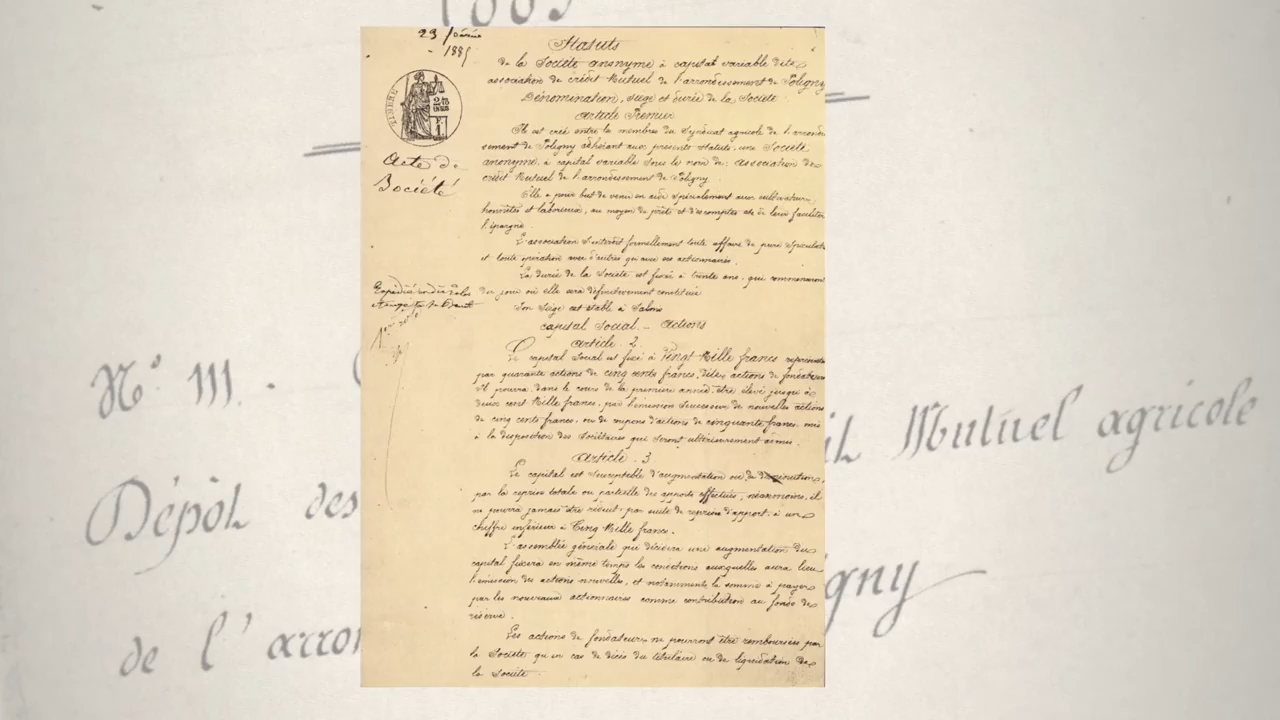 1885
23 février
1885
Statuts
de la Société anonyme à capital variable dite
association de crédit Mutuel de l'arrondissement de Poligny
Dénomination, siège et durée de la Société
Article Premier
Il est créé entre les membres du Syndicat agricole de l'arrondis
sement de Poligny adhérant aux présents statuts, une Société
anonyme à capital variable sous le nom de : association de
crédit Mutuel de l'arrondissement de Poligny.
Elle a pour but de venir en aide spécialement aux cultivateurs
honnêtes et laborieux, au moyen de prêts et d'escomptes et de leur faciliter
l'épargne.
L'association s'interdit formellement toute affaire de pure spéculation
et toute opération avec d'autres qu'avec ses actionnaires.
La durée de la Société est fixée à trente ans, qui commenceront
du jour où elle sera définitivement constituée
Son Siège est établi à Salins
Capital Social — Actions
Article 2
Le capital Social est fixé à Vingt Mille francs représentés
par quarante actions de cinq cents francs, dites actions de fondateurs
Il pourra, dans le cours de la première année, être élevé jusqu'à
deux cent Mille francs, par l'émission de nouvelles actions
de cinq cents francs, ou de coupons d'actions de cinquante francs, mis
à la disposition des Sociétaires qui seront ultérieurement admis.
Article 3
Le capital est susceptible d'augmentation ou de diminution,
par la reprise totale ou partielle des apports effectués, néanmoins, il
ne pourra jamais être réduit par suite de reprise d'apport à un
chiffre inférieur à Cinq Mille francs.
L'assemblée générale qui décidera une augmentation du
capital fixera en même temps les conditions auxquelles aura lieu
l'émission des actions nouvelles, et notamment la somme à payer
par les nouveaux actionnaires comme contribution au fonds de
réserve.
Les actions de fondateurs ne pourront être remboursées par
la Société qu'en cas de décès du titulaire ou de liquidation de
la Société
TIMBRE
Acte de
Société
N° 111.
Mutuel agricole
Dépôt des
de l'arron
gny